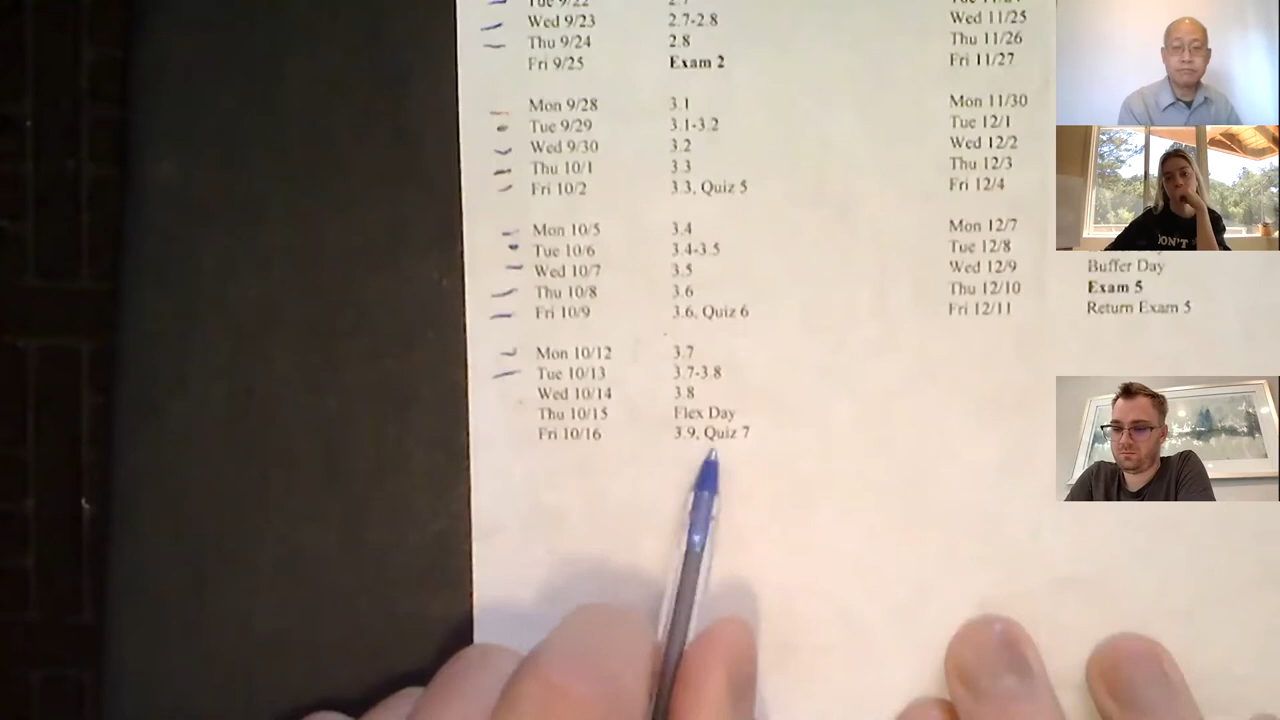 Wed 9/23 2.7-2.8
Thu 9/24 2.8
Fri 9/25 Exam 2
Mon 9/28 3.1
Tue 9/29 3.1-3.2
Wed 9/30 3.2
Thu 10/1 3.3
Fri 10/2 3.3, Quiz 5
Mon 10/5 3.4
Tue 10/6 3.4-3.5
Wed 10/7 3.5
Thu 10/8 3.6
Fri 10/9 3.6, Quiz 6
Mon 10/12 3.7
Tue 10/13 3.7-3.8
Wed 10/14 3.8
Thu 10/15 Flex Day
Fri 10/16 3.9, Quiz 7
Wed 11/25
Thu 11/26
Fri 11/27
Mon 11/30
Tue 12/1
Wed 12/2
Thu 12/3
Fri 12/4
Mon 12/7
Tue 12/8
Wed 12/9 Buffer Day
Thu 12/10 Exam 5
Fri 12/11 Return Exam 5
DON'T